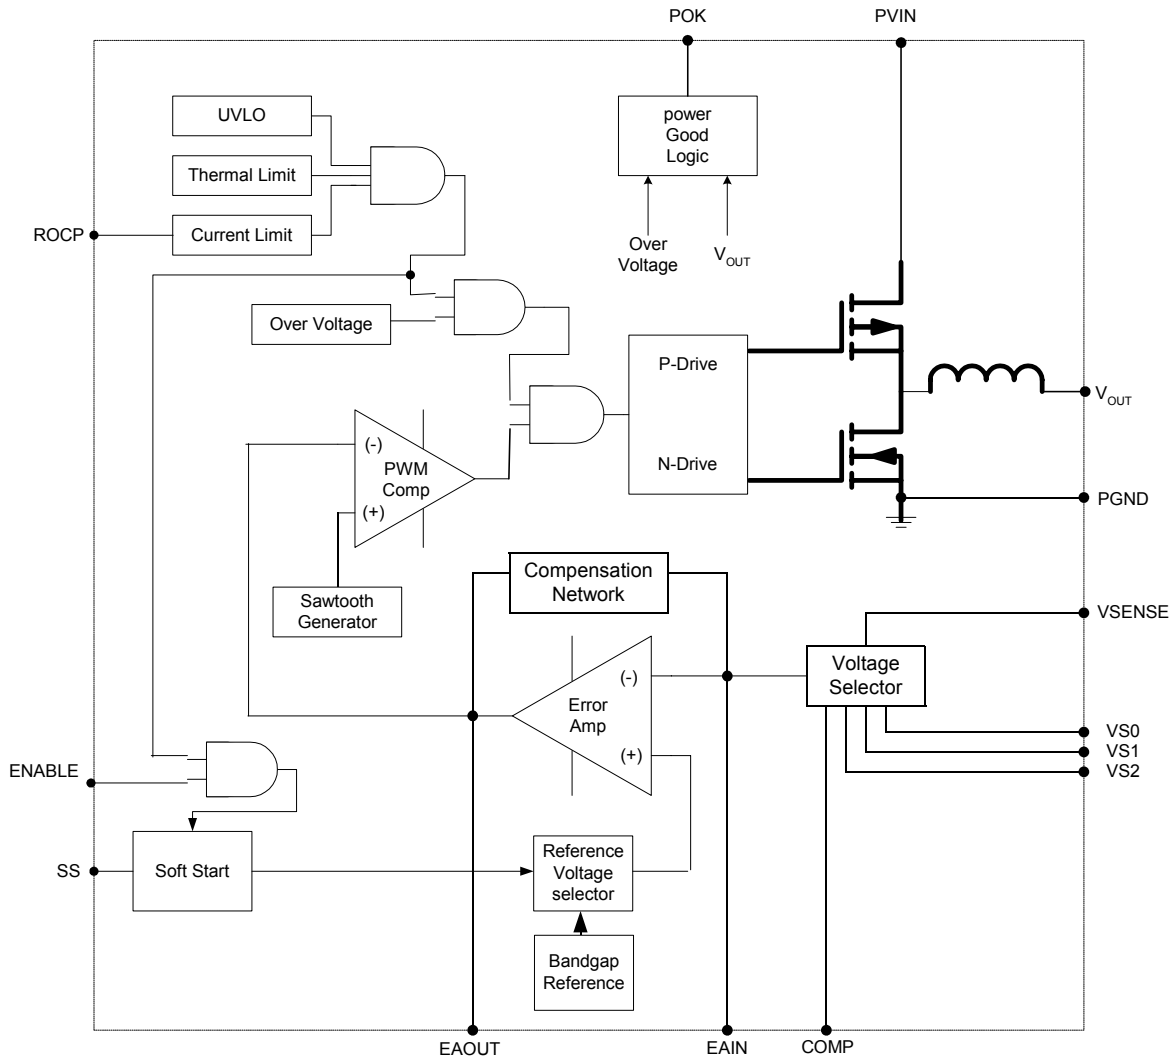 POK
PVIN
UVLO
power
Good
Logic
Thermal Limit
ROCP
Current Limit
Over
Voltage
VOUT
Over Voltage
P-Drive
VOUT
(-)
PWM
Comp
(+)
N-Drive
PGND
Compensation
Network
Sawtooth
Generator
VSENSE
Voltage
Selector
(-)
Error
Amp
(+)
VS0
VS1
VS2
ENABLE
SS
Soft Start
Reference
Voltage
selector
Bandgap
Reference
EAOUT
EAIN
COMP